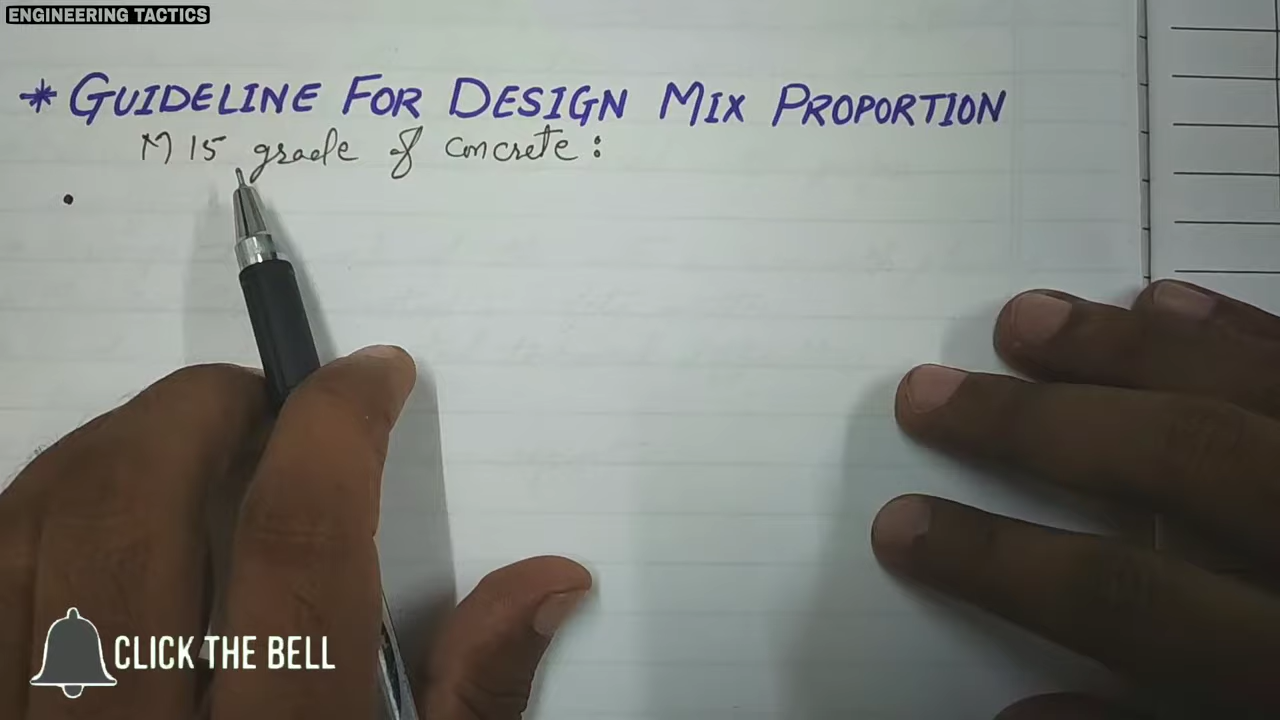 ENGINEERING TACTICS
* GUIDELINE FOR DESIGN MIX PROPORTION
M 15 grade of concrete :
CLICK THE BELL